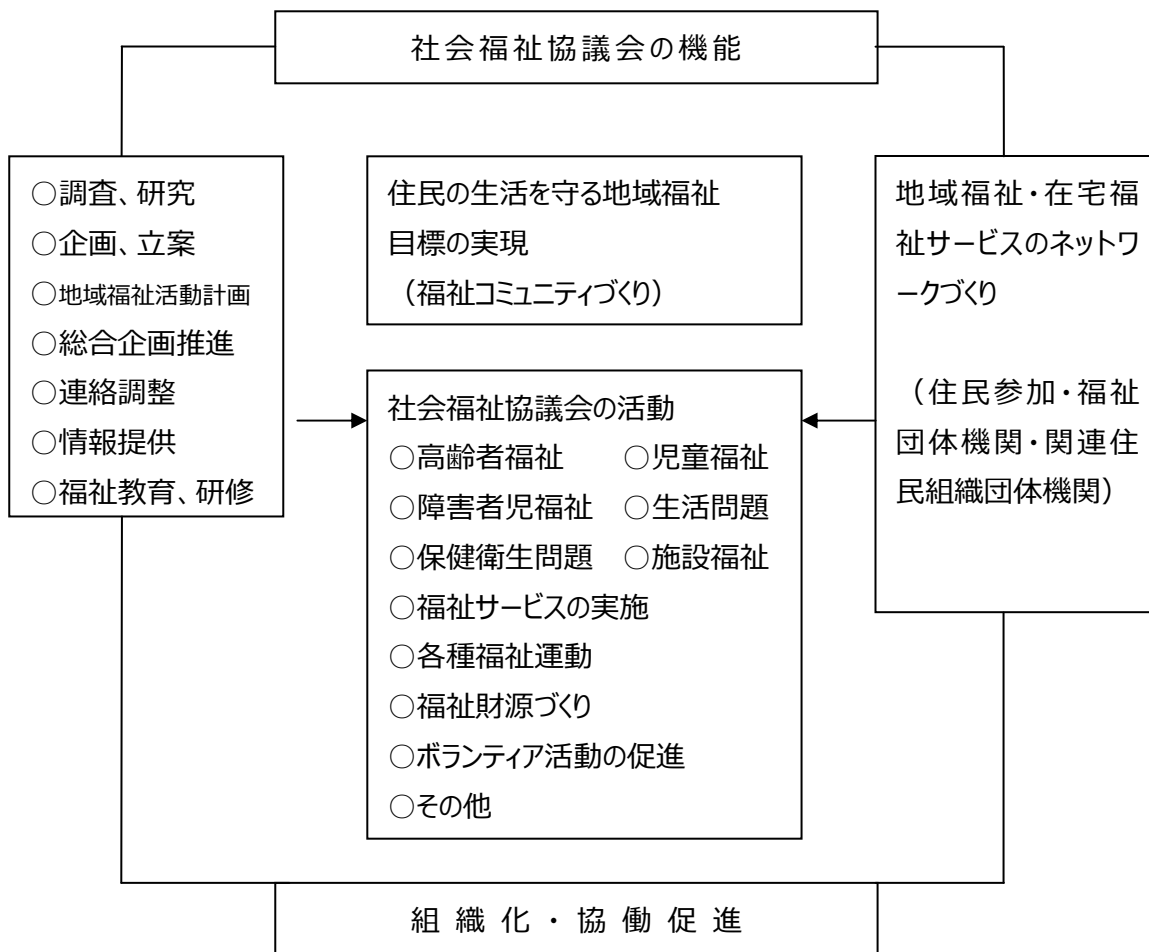 社会福祉協議会の機能
○調査、研究
○企画、立案
○地域福祉活動計画
○総合企画推進
○連絡調整
○情報提供
○福祉教育、研修
住民の生活を守る地域福祉
目標の実現
（福祉コミュニティづくり）
社会福祉協議会の活動
○高齢者福祉 ○児童福祉
○障害者児福祉 ○生活問題
○保健衛生問題 ○施設福祉
○福祉サービスの実施
○各種福祉運動
○福祉財源づくり
○ボランティア活動の促進
○その他
地域福祉・在宅福
祉サービスのネットワ
ークづくり
（住民参加・福祉
団体機関・関連住
民組織団体機関）
組織化・協働促進